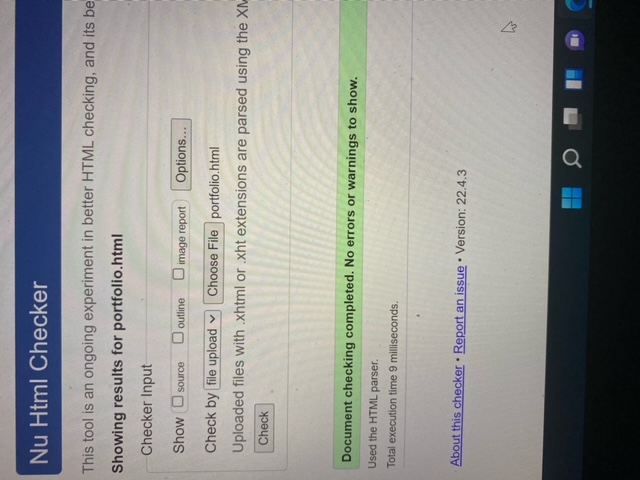 Nu Html Checker
This tool is an ongoing experiment in better HTML checking, and its be
Showing results for portfolio.html
Checker Input
Show source outline image report Options...
Check by file upload Choose File portfolio.html
Uploaded files with .xhtml or .xht extensions are parsed using the XM
Check
Document checking completed. No errors or warnings to show.
Used the HTML parser.
Total execution time 9 milliseconds.
About this checker • Report an issue • Version: 22.4.3